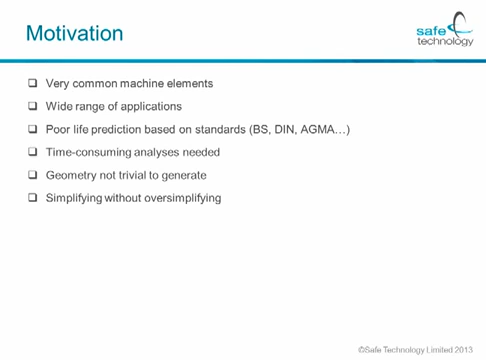 Motivation
safe
technology
Very common machine elements
Wide range of applications
Poor life prediction based on standards (BS, DIN, AGMA…)
Time-consuming analyses needed
Geometry not trivial to generate
Simplifying without oversimplifying
©Safe Technology Limited 2013